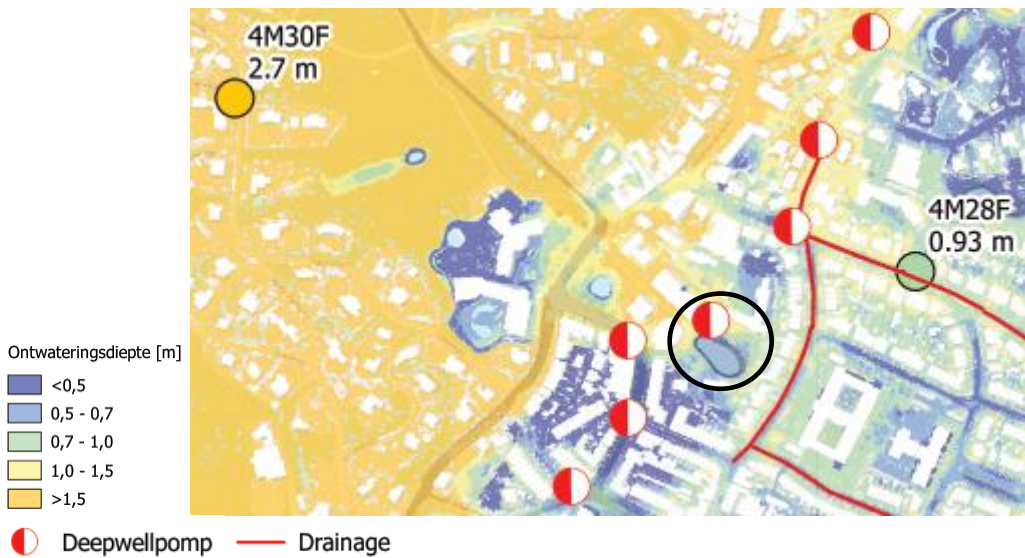 4M30F
2.7 m
4M28F
0.93 m
Ontwateringsdiepte [m]
<0,5
0,5 - 0,7
0,7 - 1,0
1,0 - 1,5
>1,5
Deepwellpomp
Drainage